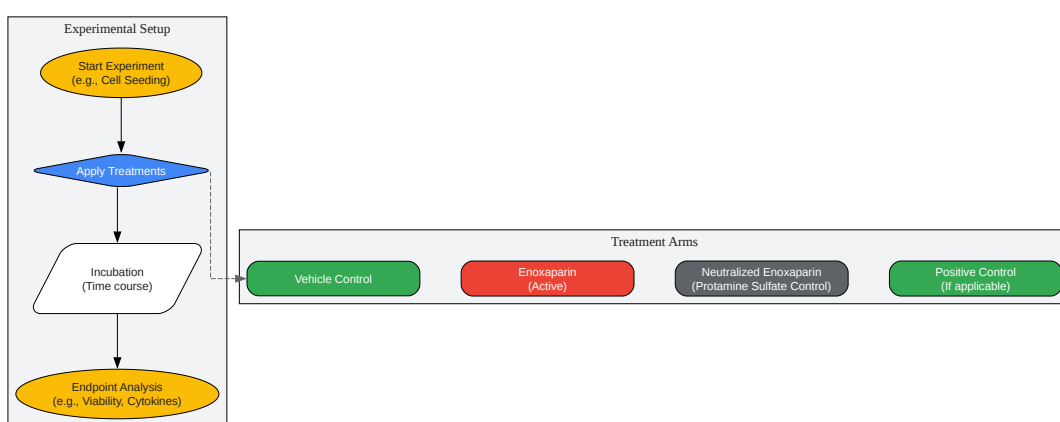 Experimental Setup
Start Experiment
(e.g., Cell Seeding)
Apply Treatments
Incubation
(Time course)
Endpoint Analysis
(e.g., Viability, Cytokines)
Treatment Arms
Vehicle Control
Enoxaparin
(Active)
Neutralized Enoxaparin
(Protamine Sulfate Control)
Positive Control
(If applicable)